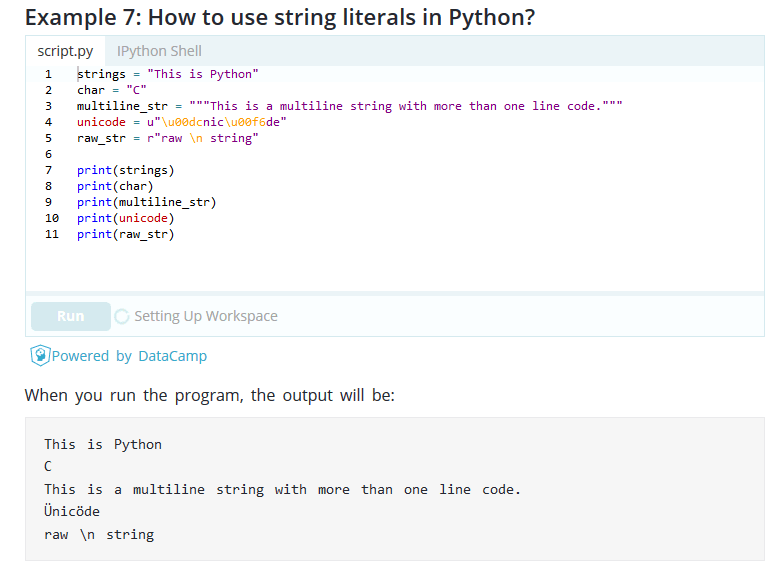 Example 7: How to use string literals in Python?
script.py IPython Shell
1 strings = "This is Python"
2 char = "C"
3 multiline_str = """This is a multiline string with more than one line code."""
4 unicode = u"\u00dcnic\u00f6de"
5 raw_str = r"raw \n string"
6
7 print(strings)
8 print(char)
9 print(multiline_str)
10 print(unicode)
11 print(raw_str)
Run Setting Up Workspace
Powered by DataCamp
When you run the program, the output will be:
This is Python
C
This is a multiline string with more than one line code.
Ünicöde
raw \n string